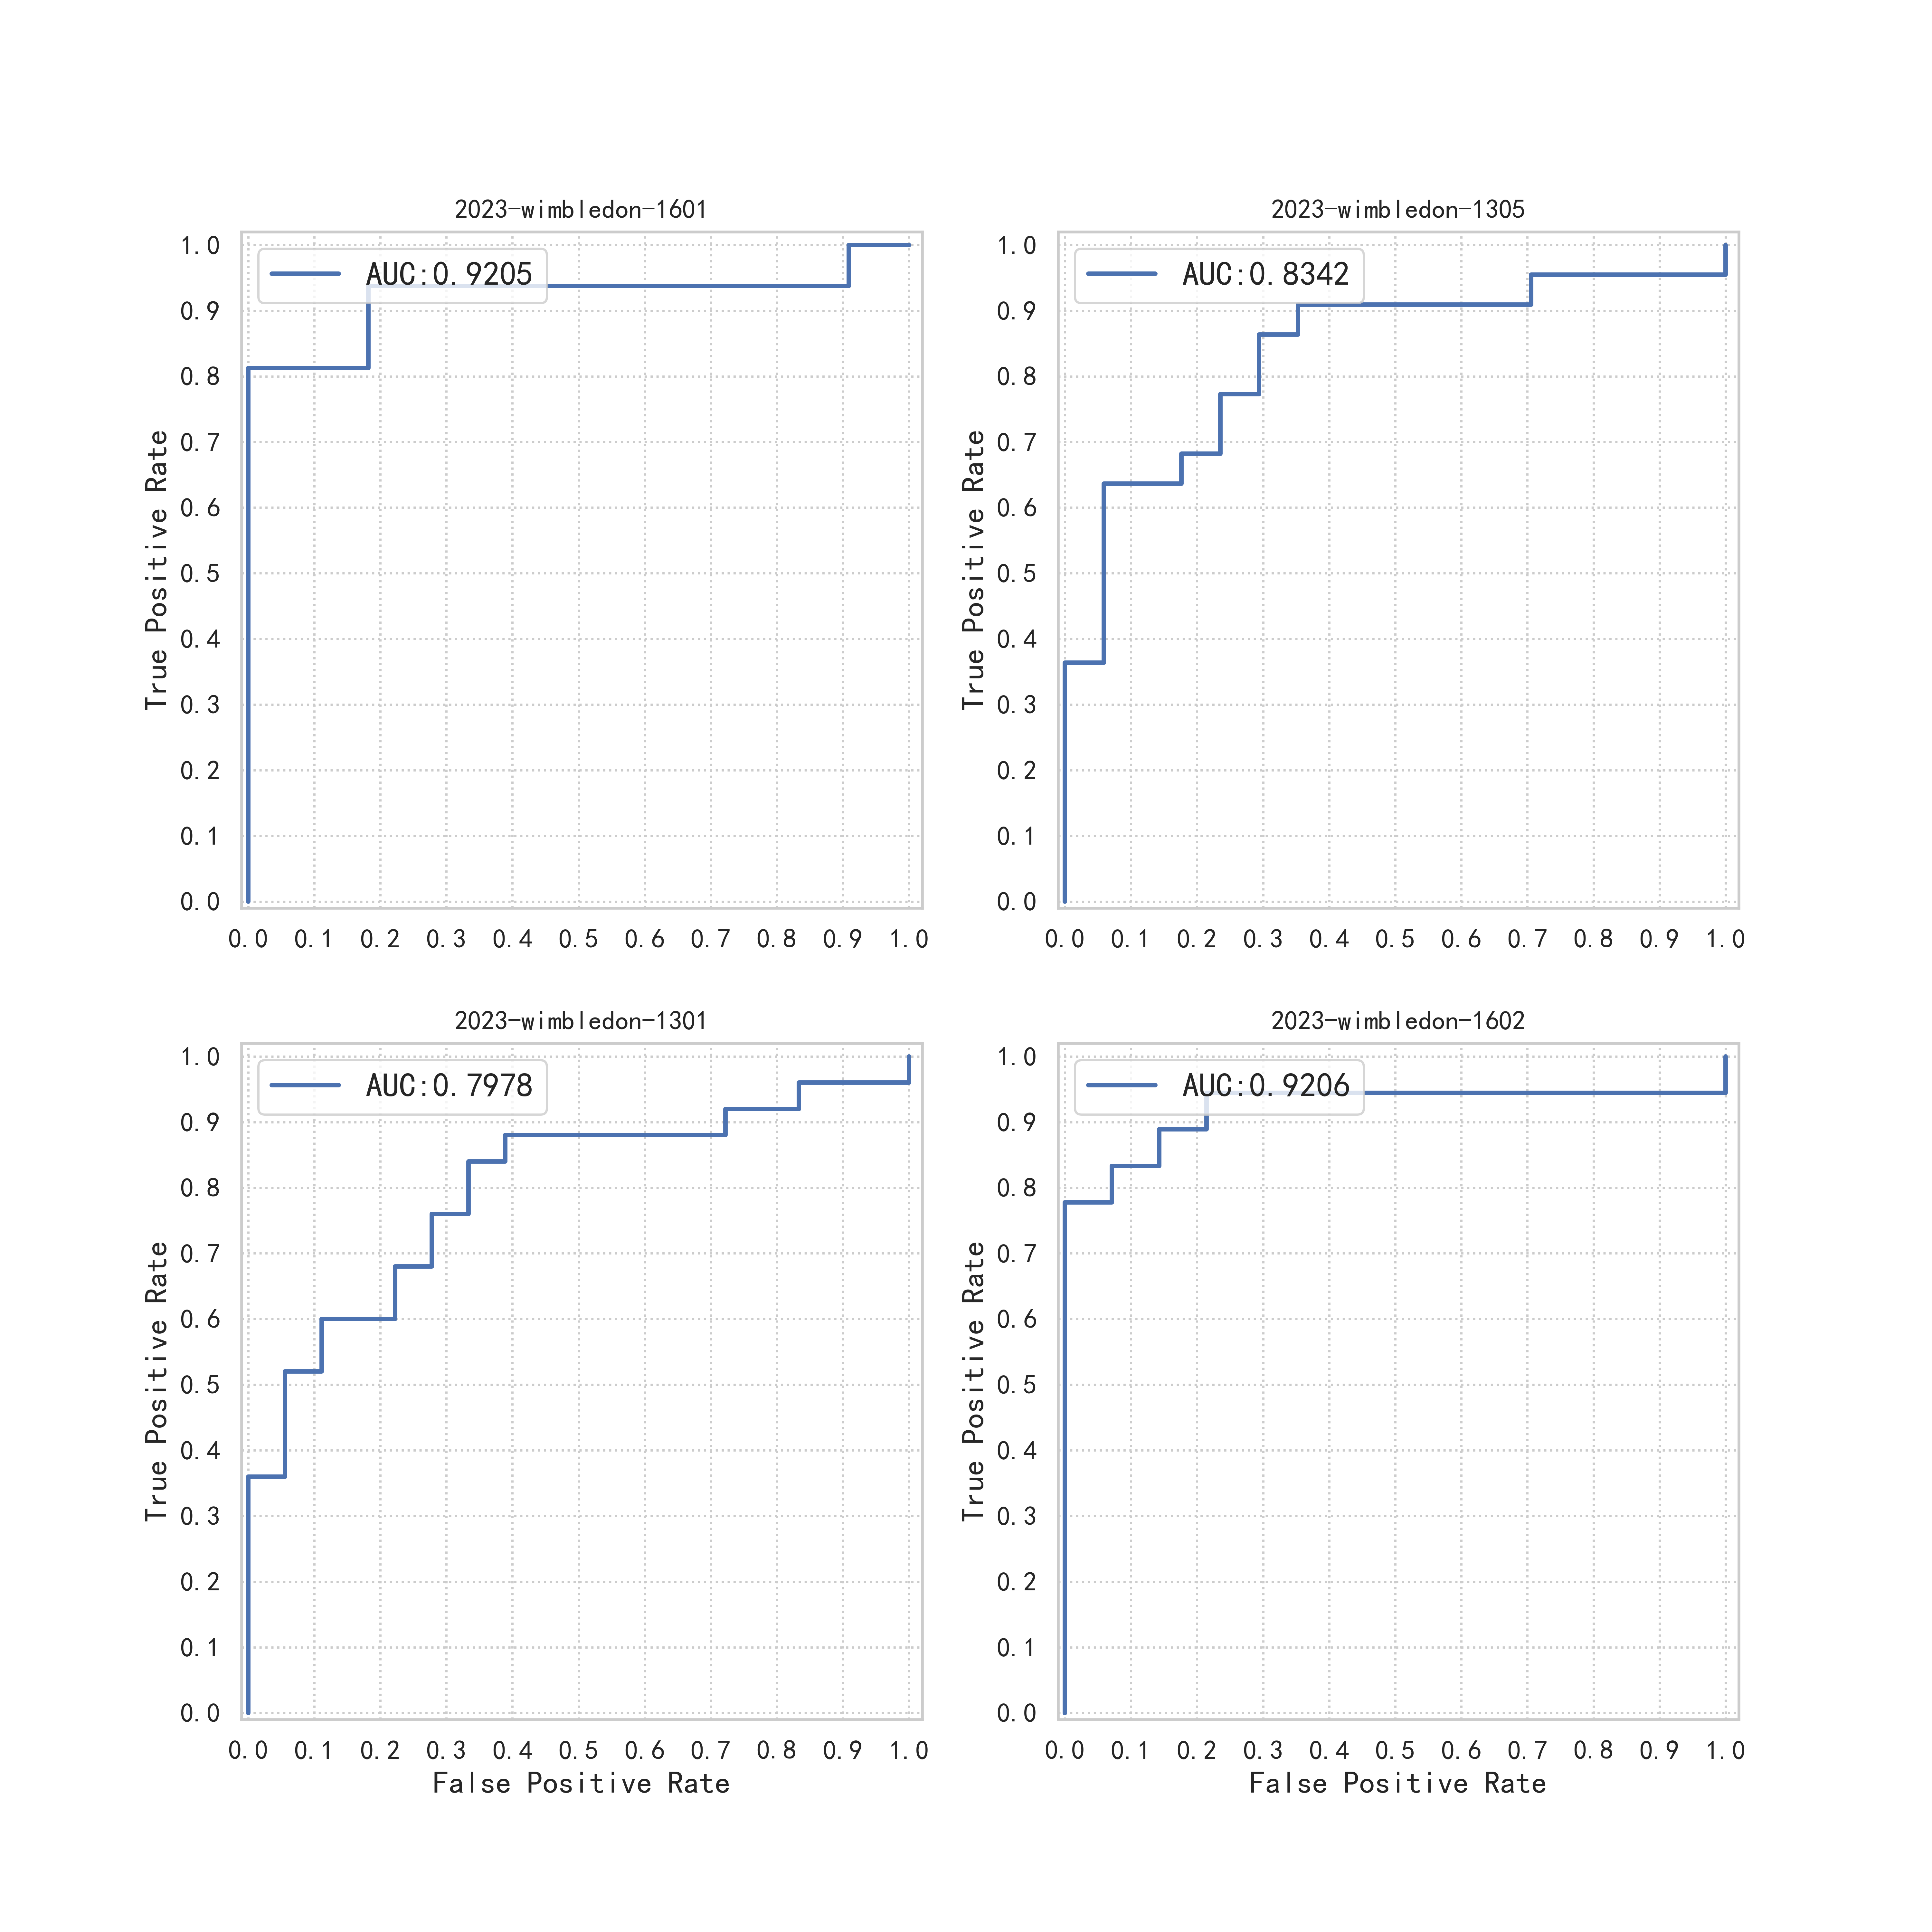 2023-wimbledon-1601
AUC:0.9205
True Positive Rate
1.0
0.9
0.8
0.7
0.6
0.5
0.4
0.3
0.2
0.1
0.0
0.0 0.1 0.2 0.3 0.4 0.5 0.6 0.7 0.8 0.9 1.0
2023-wimbledon-1305
AUC:0.8342
True Positive Rate
1.0
0.9
0.8
0.7
0.6
0.5
0.4
0.3
0.2
0.1
0.0
0.0 0.1 0.2 0.3 0.4 0.5 0.6 0.7 0.8 0.9 1.0
2023-wimbledon-1301
AUC:0.7978
True Positive Rate
1.0
0.9
0.8
0.7
0.6
0.5
0.4
0.3
0.2
0.1
0.0
0.0 0.1 0.2 0.3 0.4 0.5 0.6 0.7 0.8 0.9 1.0
False Positive Rate
2023-wimbledon-1602
AUC:0.9206
True Positive Rate
1.0
0.9
0.8
0.7
0.6
0.5
0.4
0.3
0.2
0.1
0.0
0.0 0.1 0.2 0.3 0.4 0.5 0.6 0.7 0.8 0.9 1.0
False Positive Rate